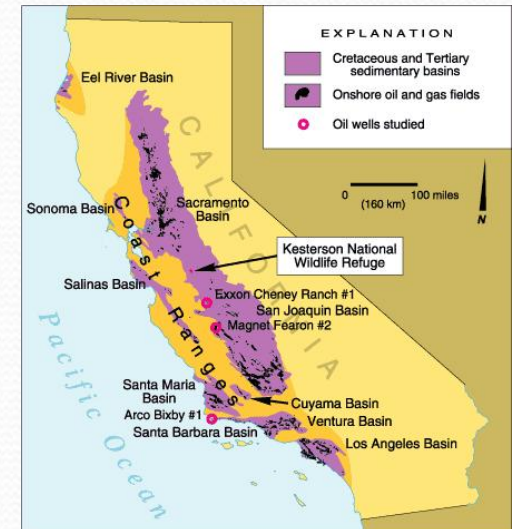 EXPLANATION
Cretaceous and Tertiary
sedimentary basins
Onshore oil and gas fields
Oil wells studied
0
100 miles
(160 km)
N
Eel River Basin
CALIFORNIA
Sonoma Basin
Coast Ranges
Sacramento
Basin
Kesterson National
Wildlife Refuge
Salinas Basin
Exxon Cheney Ranch #1
San Joaquin Basin
Magnet Fearon #2
Pacific Ocean
Santa Maria
Basin
Cuyama Basin
Arco Bixby #1
Ventura Basin
Santa Barbara Basin
Los Angeles Basin